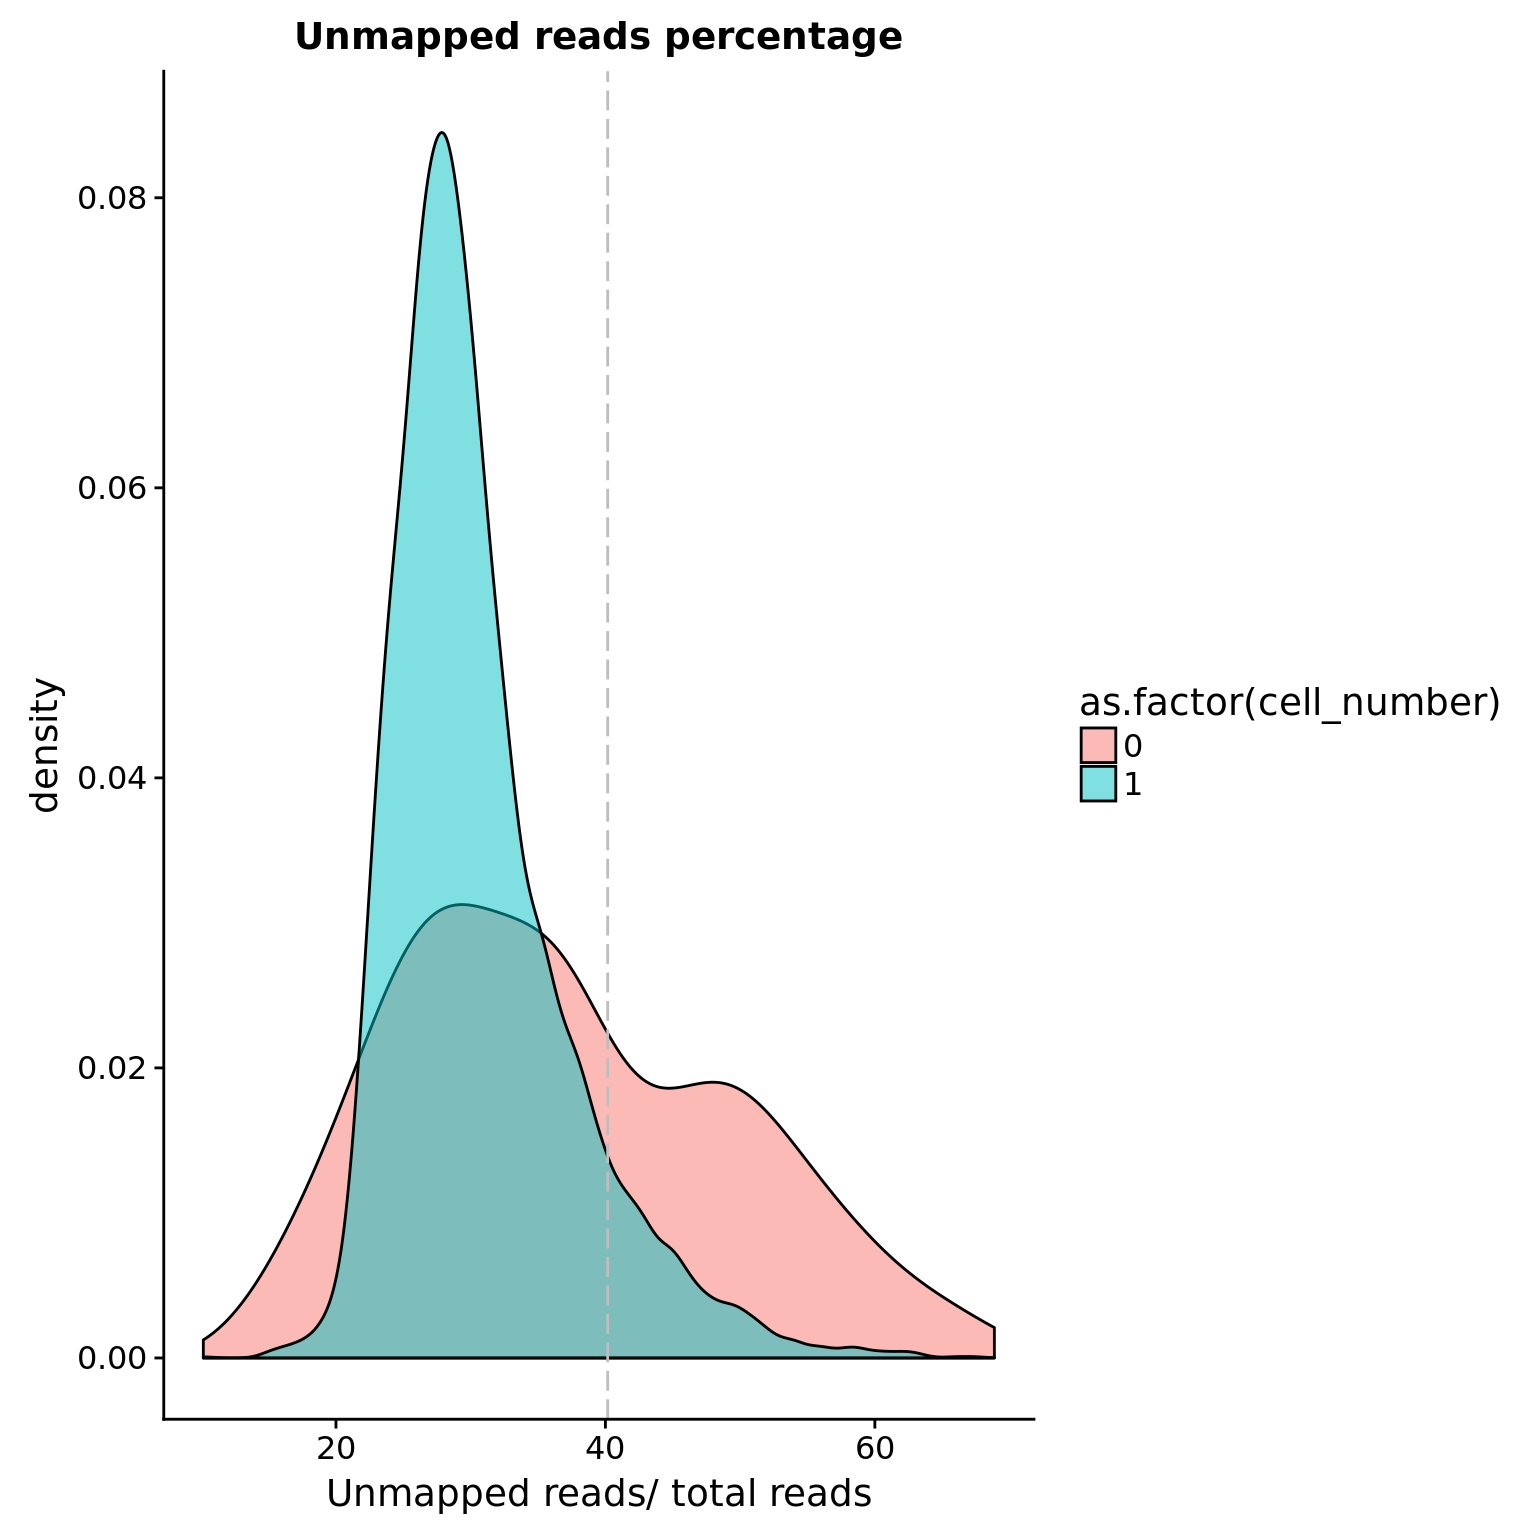 Unmapped reads percentage
0.08
0.06
0.04
0.02
0.00
density
20 40 60
Unmapped reads/ total reads
as.factor(cell_number)
0
1